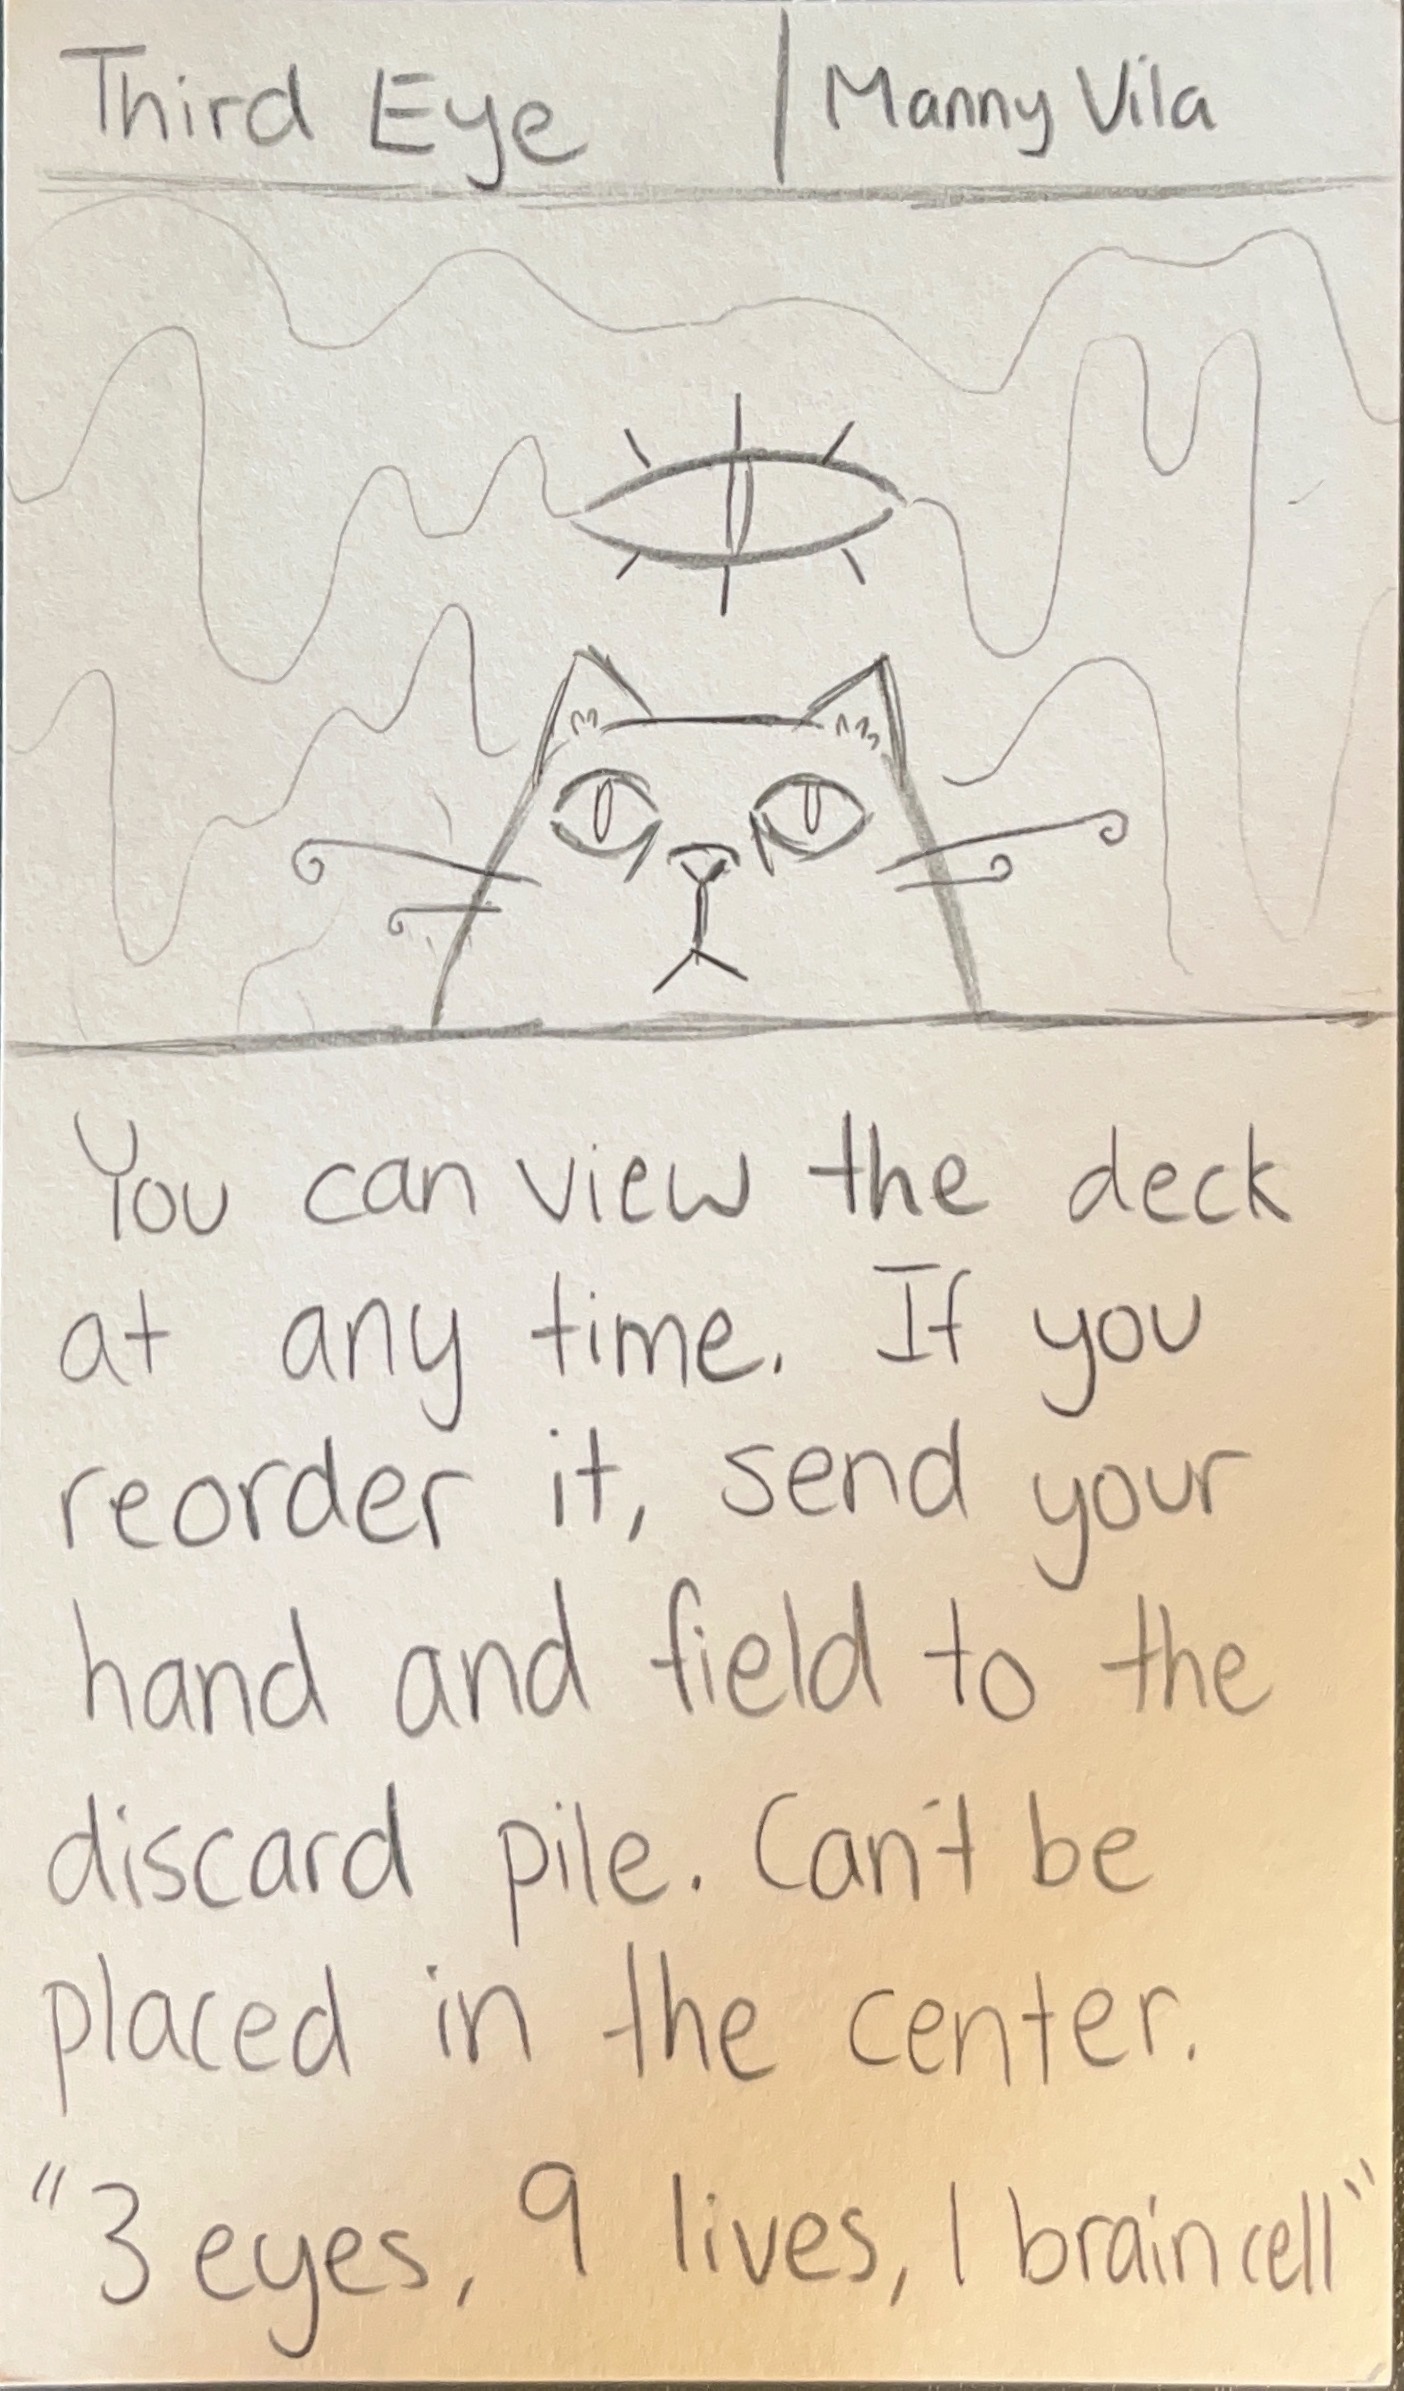 Third Eye | Manny Vila
You can view the deck
at any time. If you
reorder it, send your
hand and field to the
discard pile. Can't be
placed in the center.
"3 eyes, 9 lives, 1 brain cell"